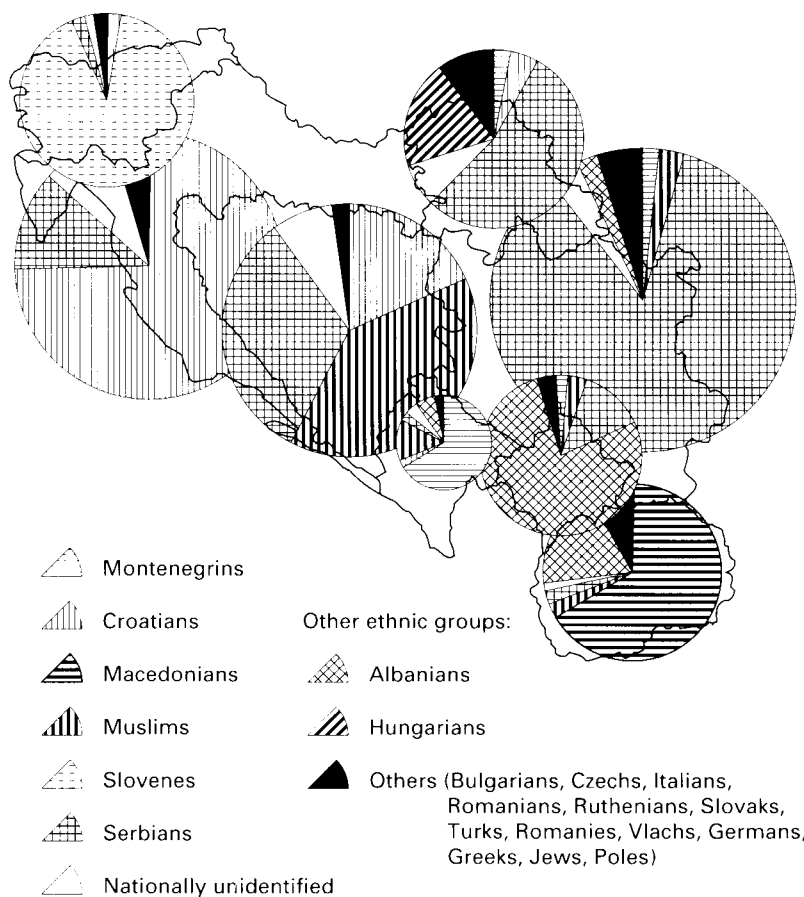 Montenegrins
Croatians
Macedonians
Muslims
Slovenes
Serbians
Nationally unidentified
Other ethnic groups:
Albanians
Hungarians
Others (Bulgarians, Czechs, Italians,
Romanians, Ruthenians, Slovaks,
Turks, Romanies, Vlachs, Germans,
Greeks, Jews, Poles)